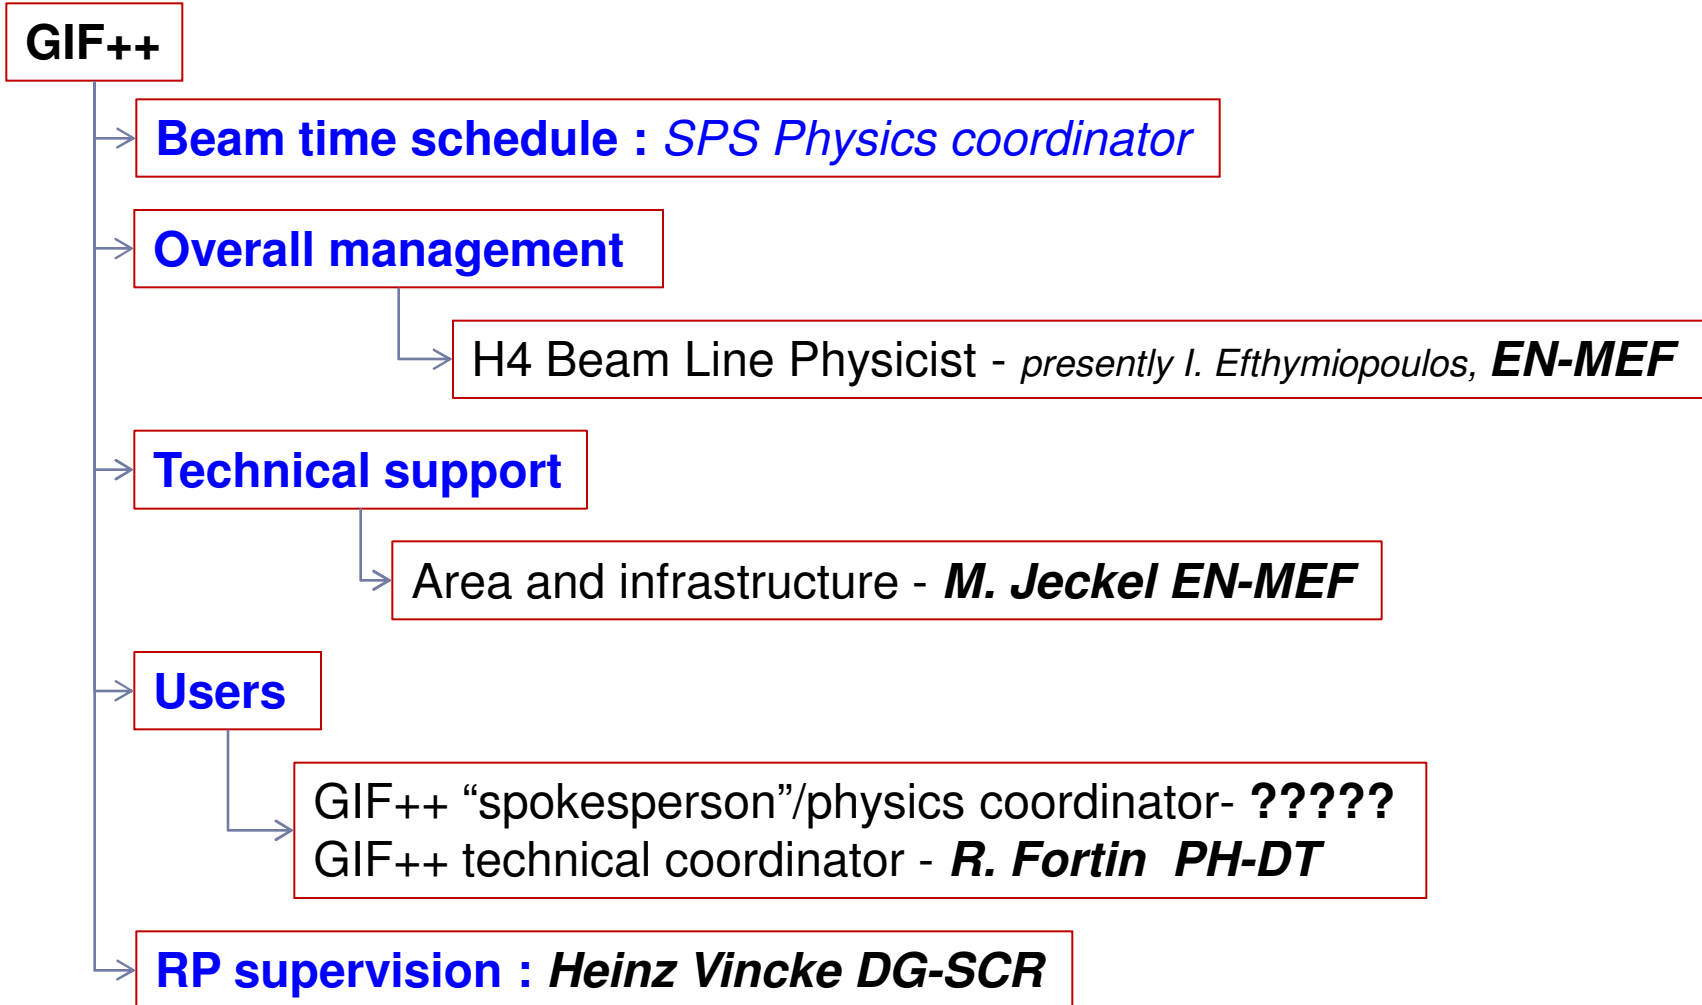 GIF++
Beam time schedule : SPS Physics coordinator
Overall management
H4 Beam Line Physicist - presently I. Efthymiopoulos, EN-MEF
Technical support
Area and infrastructure - M. Jeckel EN-MEF
Users
GIF++ “spokesperson”/physics coordinator- ?????
GIF++ technical coordinator - R. Fortin PH-DT
RP supervision : Heinz Vincke DG-SCR